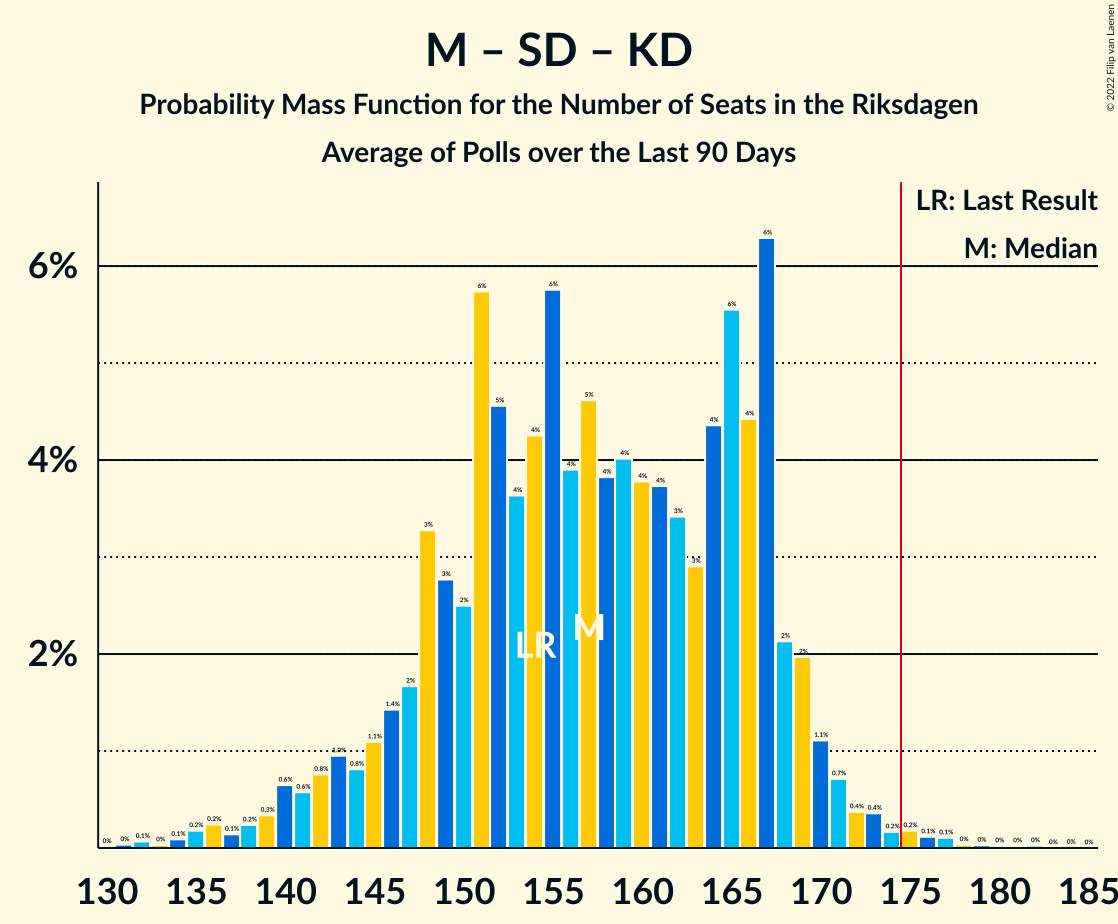 M – SD – KD
Probability Mass Function for the Number of Seats in the Riksdagen
Average of Polls over the Last 90 Days
© 2022 Filip van Laenen
LR: Last Result
M: Median
6%
4%
2%
0% 0% 0.1% 0% 0.1% 0.2% 0.2% 0.1% 0.2% 0.3% 0.6% 0.6% 0.8% 1.0% 0.8% 1.1% 1.4% 2% 3% 3% 2% 6% 5% 4% 4% 6% 4% 5% 4% 4% 4% 4% 3% 3% 4% 6% 4% 6% 2% 2% 1.1% 0.7% 0.4% 0.4% 0.2% 0.2% 0.1% 0.1% 0% 0% 0% 0% 0% 0% 0% 0%
LR M
130 135 140 145 150 155 160 165 170 175 180 185